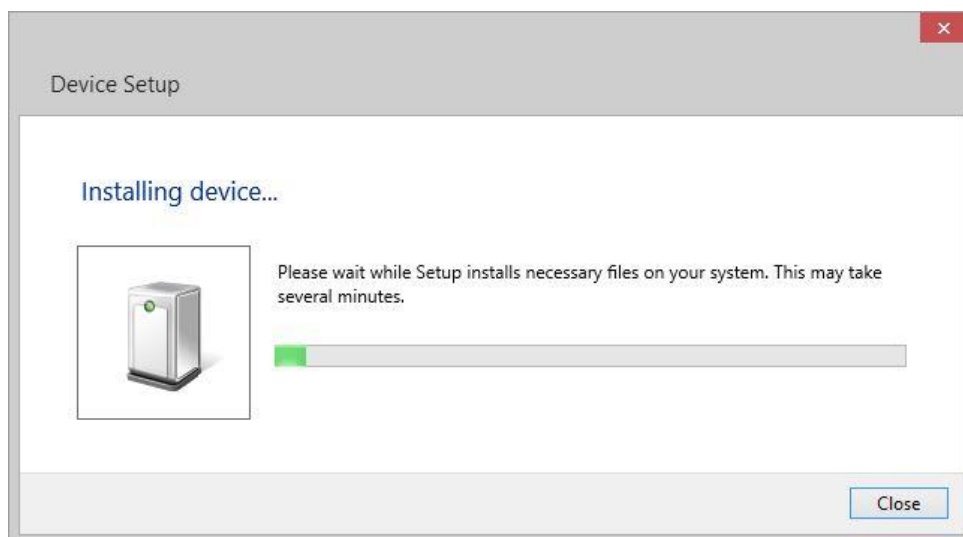 Device Setup
Installing device...
Please wait while Setup installs necessary files on your system. This may take
several minutes.
Close